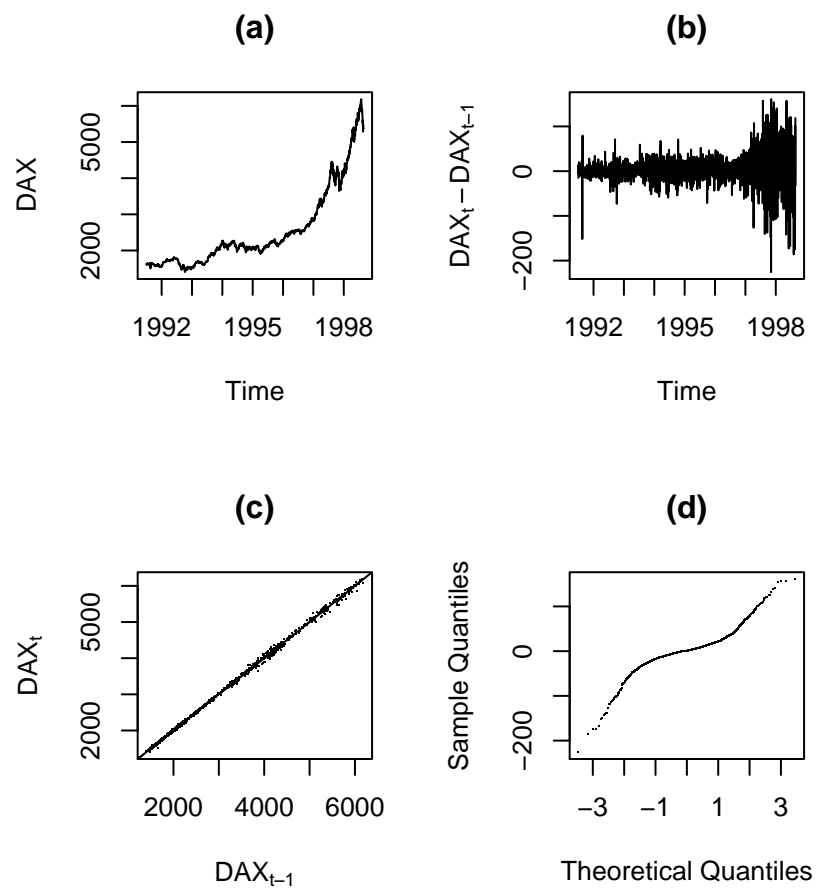 (a)
DAX
5000
2000
1992 1995 1998
Time
(b)
DAXₜ − DAXₜ₋₁
0
−200
1992 1995 1998
Time
(c)
DAXₜ
5000
2000
2000 4000 6000
DAXₜ₋₁
(d)
Sample Quantiles
0
−200
−3 −1 1 3
Theoretical Quantiles